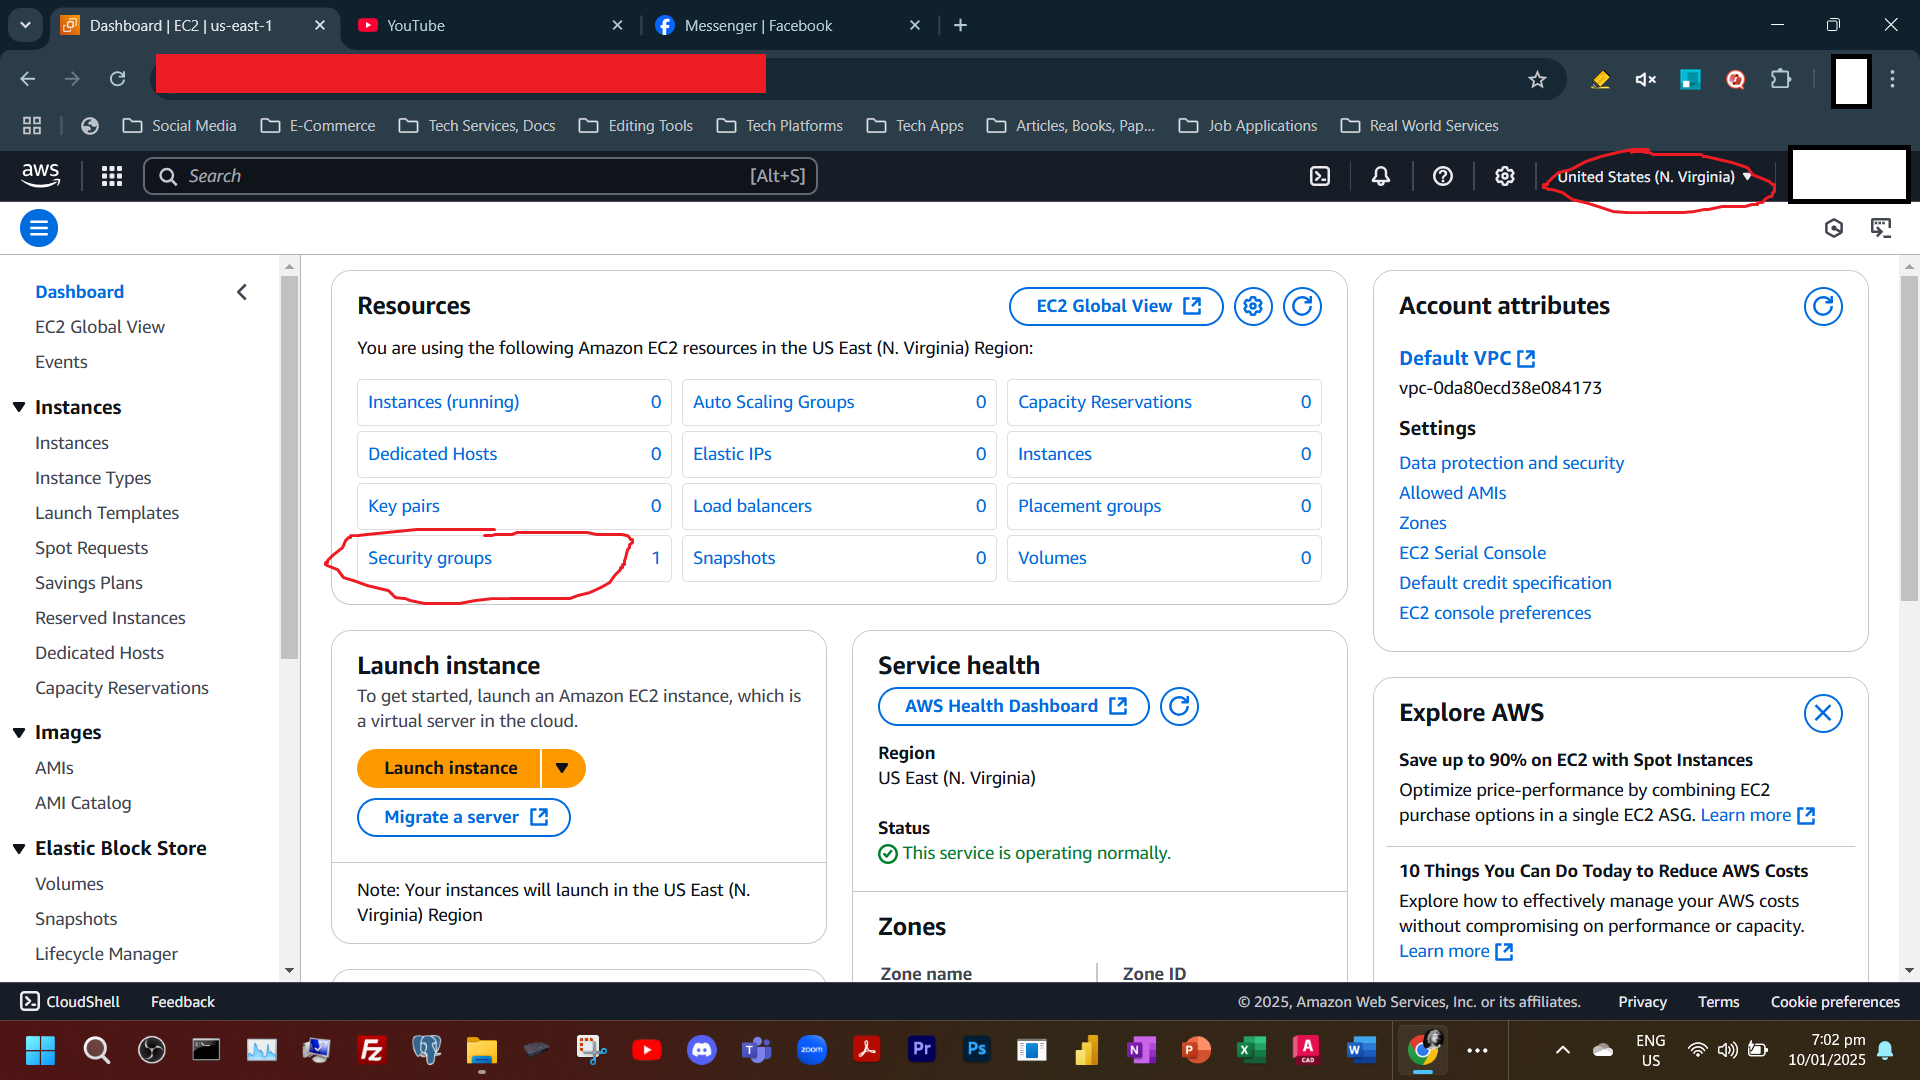 Dashboard | EC2 | us-east-1
YouTube
Messenger | Facebook
Social Media
E-Commerce
Tech Services, Docs
Editing Tools
Tech Platforms
Tech Apps
Articles, Books, Pap...
Job Applications
Real World Services
aws
Search
[Alt+S]
United States (N. Virginia)
Dashboard
EC2 Global View
Events
Instances
Instances
Instance Types
Launch Templates
Spot Requests
Savings Plans
Reserved Instances
Dedicated Hosts
Capacity Reservations
Images
AMIs
AMI Catalog
Elastic Block Store
Volumes
Snapshots
Lifecycle Manager
Resources
EC2 Global View
You are using the following Amazon EC2 resources in the US East (N. Virginia) Region:
Instances (running) 0
Auto Scaling Groups 0
Capacity Reservations 0
Dedicated Hosts 0
Elastic IPs 0
Instances 0
Key pairs 0
Load balancers 0
Placement groups 0
Security groups 1
Snapshots 0
Volumes 0
Launch instance
To get started, launch an Amazon EC2 instance, which is
a virtual server in the cloud.
Launch instance
Migrate a server
Note: Your instances will launch in the US East (N.
Virginia) Region
Service health
AWS Health Dashboard
Region
US East (N. Virginia)
Status
This service is operating normally.
Zones
Zone name
Zone ID
Account attributes
Default VPC
vpc-0da80ecd38e084173
Settings
Data protection and security
Allowed AMIs
Zones
EC2 Serial Console
Default credit specification
EC2 console preferences
Explore AWS
Save up to 90% on EC2 with Spot Instances
Optimize price-performance by combining EC2
purchase options in a single EC2 ASG. Learn more
10 Things You Can Do Today to Reduce AWS Costs
Explore how to effectively manage your AWS costs
without compromising on performance or capacity.
Learn more
CloudShell
Feedback
© 2025, Amazon Web Services, Inc. or its affiliates.
Privacy
Terms
Cookie preferences
Fz
zoom
Pr
Ps
N
P
X
A
CAD
W
ENG
US
7:02 pm
10/01/2025